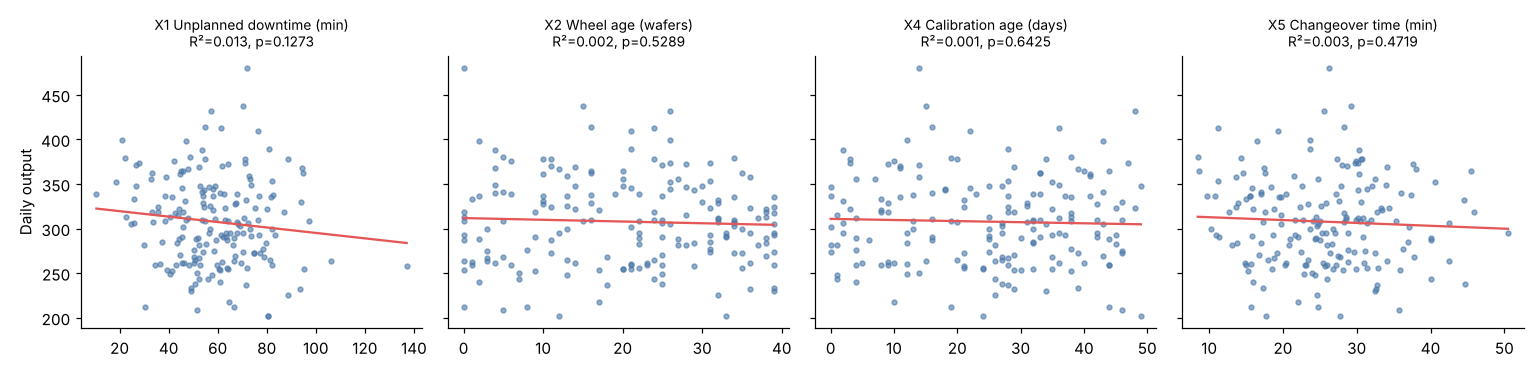 X1 Unplanned downtime (min)
R²=0.013, p=0.1273
X2 Wheel age (wafers)
R²=0.002, p=0.5289
X4 Calibration age (days)
R²=0.001, p=0.6425
X5 Changeover time (min)
R²=0.003, p=0.4719
Daily output
450
400
350
300
250
200
20 40 60 80 100 120 140
0 10 20 30 40
0 10 20 30 40 50
10 20 30 40 50